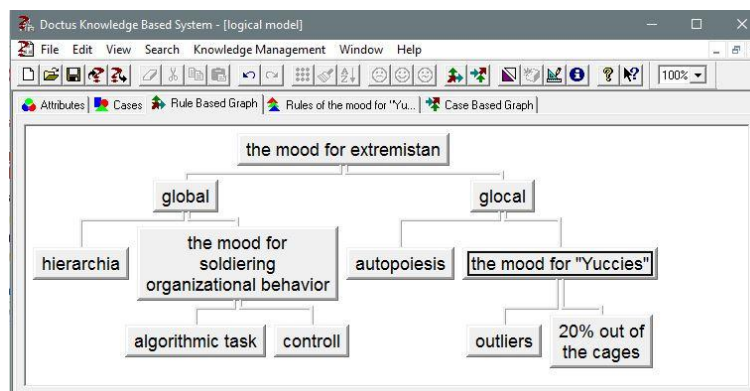 Doctus Knowledge Based System - [logical model]
File Edit View Search Knowledge Management Window Help
100%
Attributes Cases Rule Based Graph Rules of the mood for "Yu... Case Based Graph
the mood for extremistan
global
glocal
hierarchia
the mood for
soldiering
organizational behavior
autopoiesis
the mood for "Yuccies"
algorithmic task
controll
outliers
20% out of
the cages